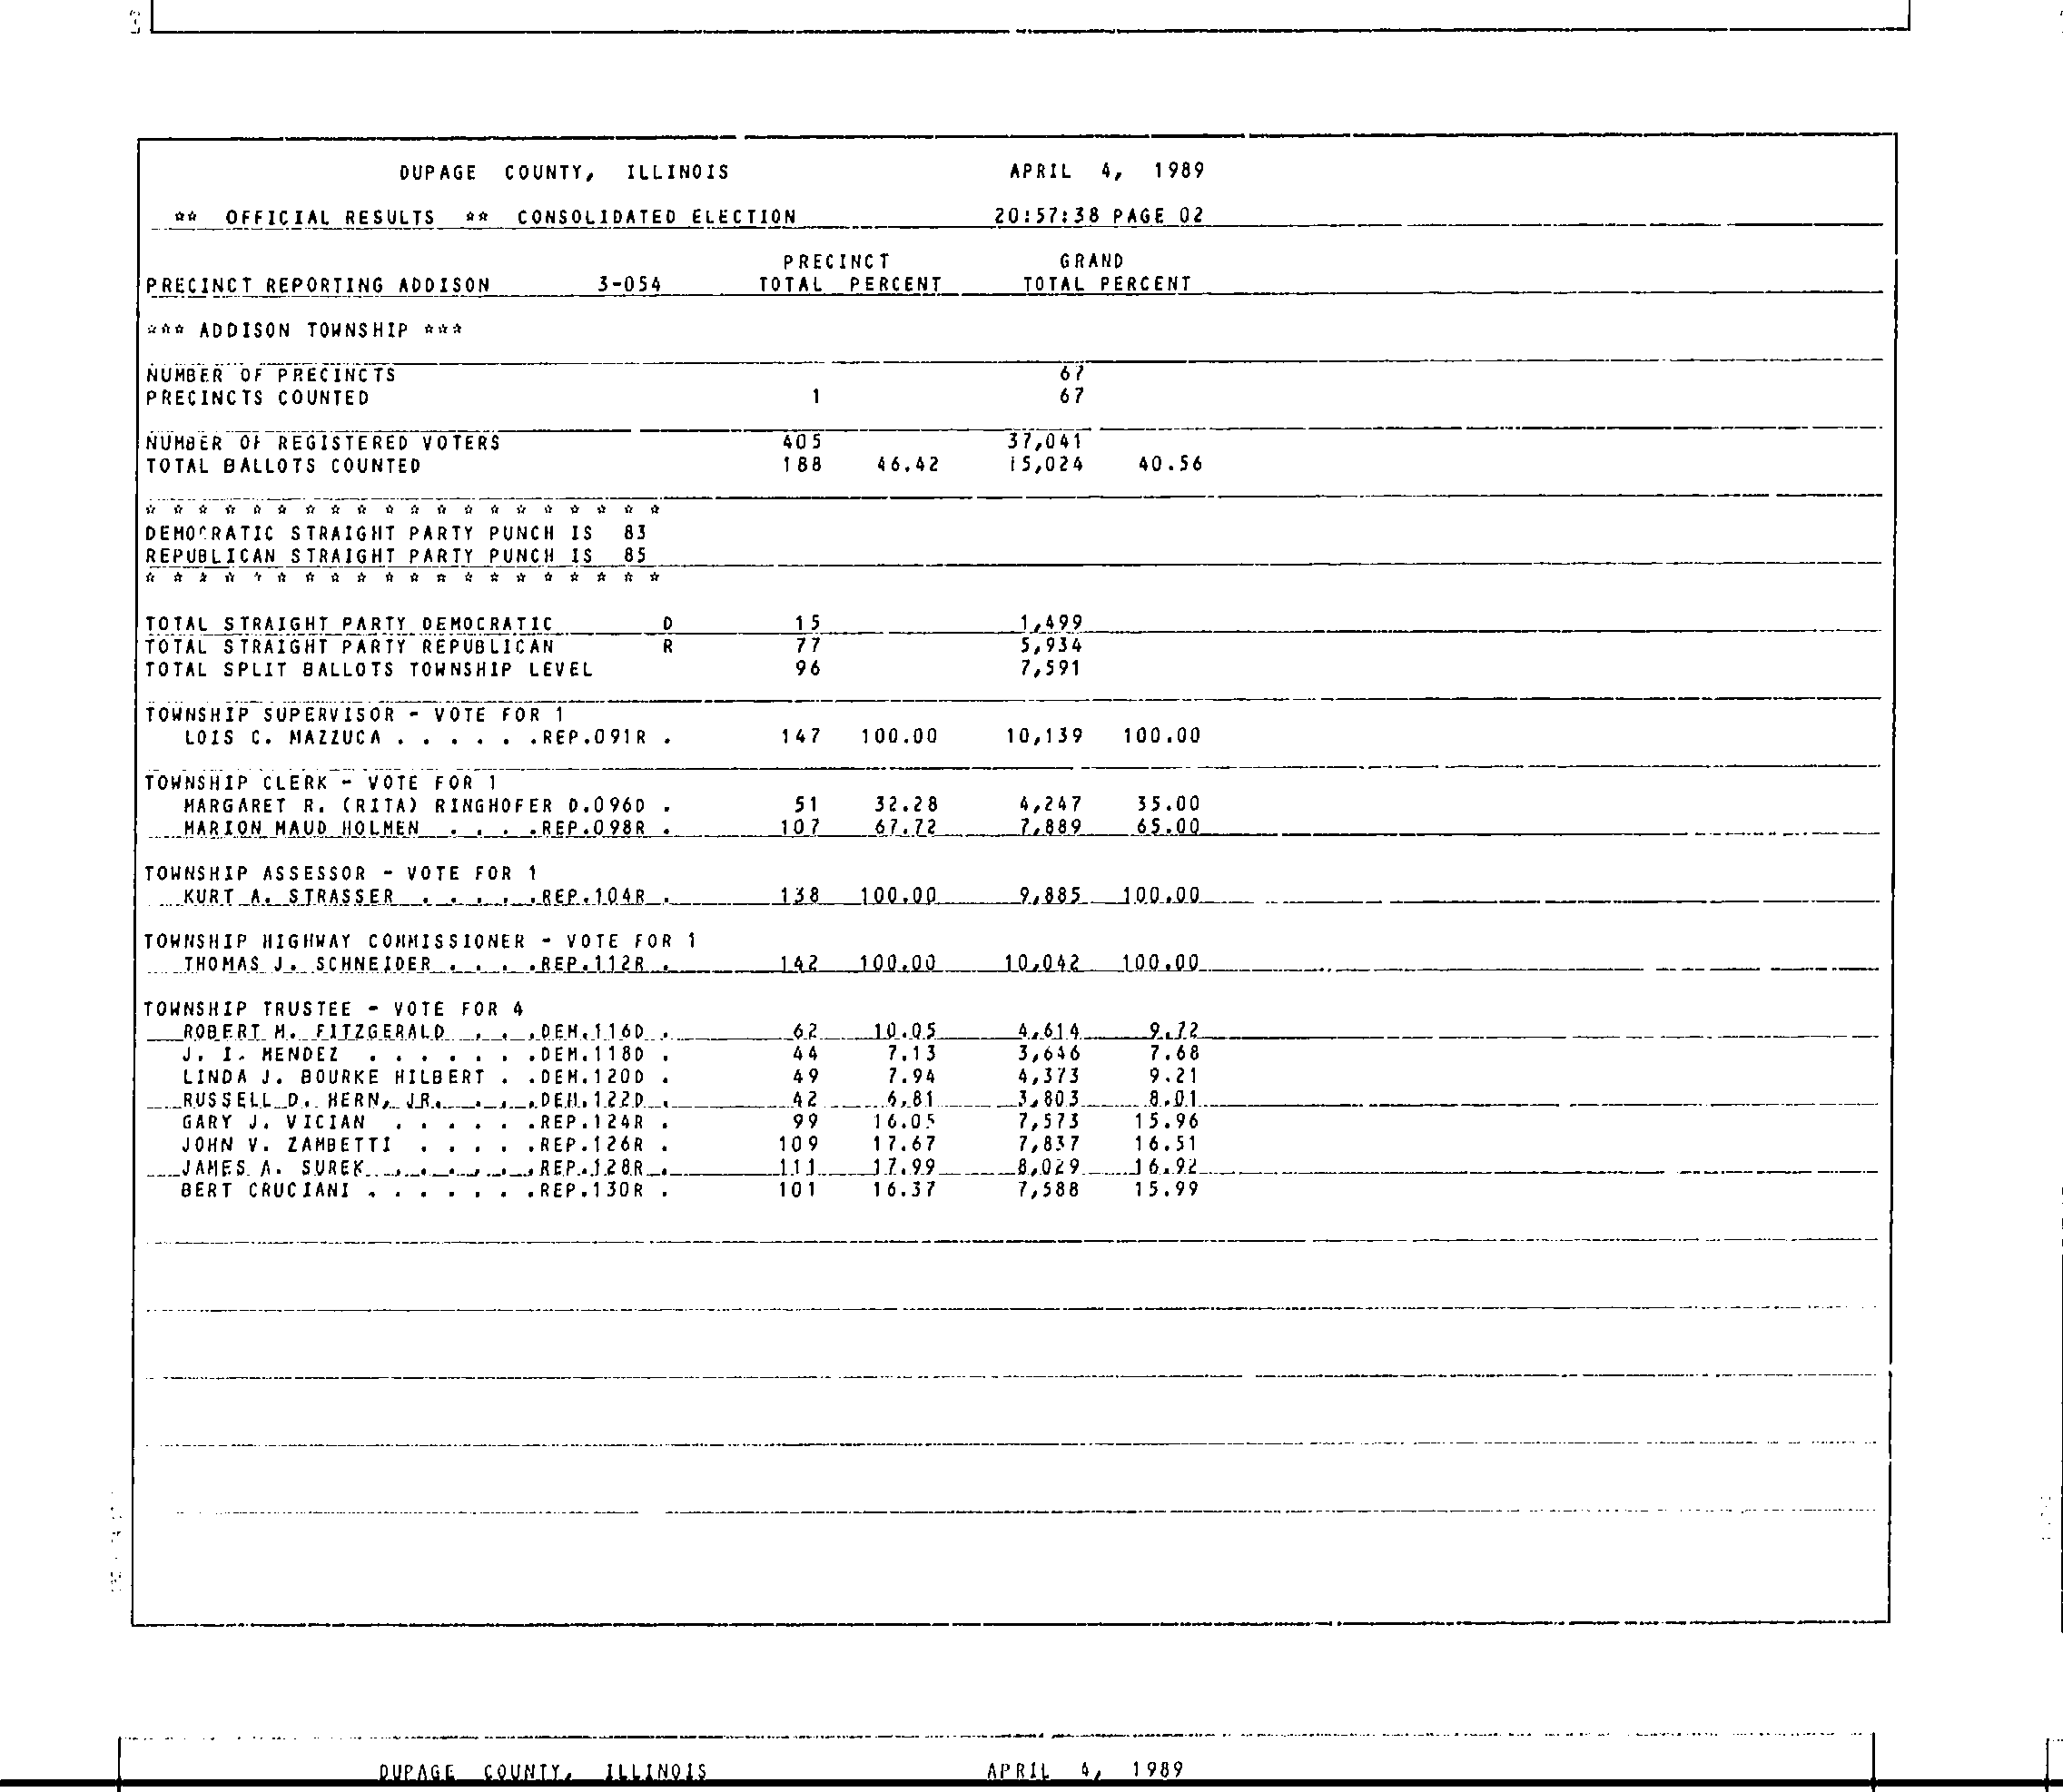 DUPAGE COUNTY, ILLINOIS APRIL 4, 1989
** OFFICIAL RESULTS ** CONSOLIDATED ELECTION 20:57:38 PAGE 02
PRECINCT GRAND
PRECINCT REPORTING ADDISON 3-054 TOTAL PERCENT TOTAL PERCENT
*** ADDISON TOWNSHIP ***
NUMBER OF PRECINCTS 67
PRECINCTS COUNTED 1 67
NUMBER OF REGISTERED VOTERS 405 37,041
TOTAL BALLOTS COUNTED 188 46.42 15,024 40.56
* * * * * * * * * * * * * * * * * * * * *
DEMOCRATIC STRAIGHT PARTY PUNCH IS 83
REPUBLICAN STRAIGHT PARTY PUNCH IS 85
* * * * * * * * * * * * * * * * * * * *
TOTAL STRAIGHT PARTY DEMOCRATIC D 15 1,499
TOTAL STRAIGHT PARTY REPUBLICAN R 77 5,934
TOTAL SPLIT BALLOTS TOWNSHIP LEVEL 96 7,591
TOWNSHIP SUPERVISOR - VOTE FOR 1
LOIS C. MAZZUCA . . . . . .REP.091R . 147 100.00 10,139 100.00
TOWNSHIP CLERK - VOTE FOR 1
MARGARET R. (RITA) RINGHOFER D.096D . 51 32.28 4,247 35.00
MARION MAUD HOLMEN . . . .REP.098R . 107 67.72 7,889 65.00
TOWNSHIP ASSESSOR - VOTE FOR 1
KURT A. STRASSER . . . . .REP.104R . 138 100.00 9,885 100.00
TOWNSHIP HIGHWAY COMMISSIONER - VOTE FOR 1
THOMAS J. SCHNEIDER . . . .REP.112R . 142 100.00 10,042 100.00
TOWNSHIP TRUSTEE - VOTE FOR 4
ROBERT M. FITZGERALD . . .DEM.116D . 62 10.05 4,614 9.72
J. I. MENDEZ . . . . . . .DEM.118D . 44 7.13 3,646 7.68
LINDA J. BOURKE HILBERT . .DEM.120D . 49 7.94 4,373 9.21
RUSSELL D. HERN, JR. . . .DEM.122D . 42 6.81 3,803 8.01
GARY J. VICIAN . . . . . .REP.124R . 99 16.05 7,573 15.96
JOHN V. ZAMBETTI . . . . .REP.126R . 109 17.67 7,837 16.51
JAMES A. SUREK . . . . . .REP.128R . 111 17.99 8,029 16.92
BERT CRUCIANI . . . . . . .REP.130R . 101 16.37 7,588 15.99
DUPAGE COUNTY, ILLINOIS APRIL 4, 1989